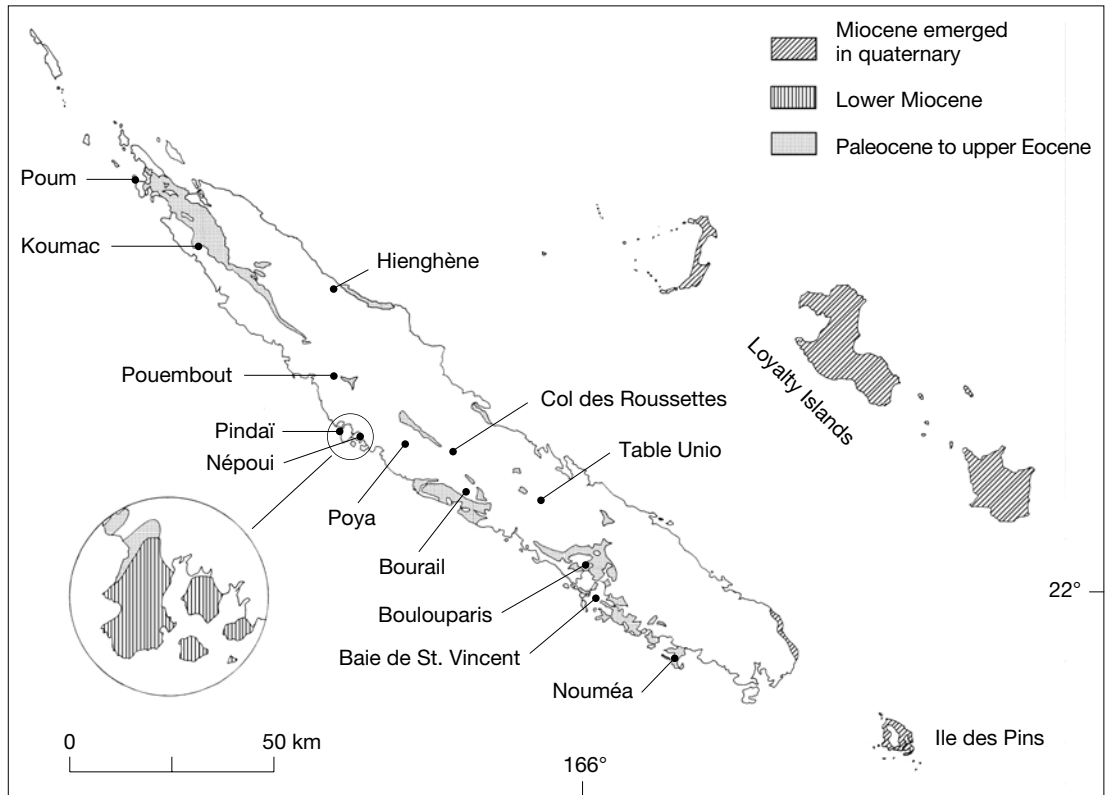 Miocene emerged
in quaternary
Lower Miocene
Paleocene to upper Eocene
Poum
Koumac
Hienghène
Pouembout
Pindaï
Népoui
Poya
Bourail
Col des Roussettes
Table Unio
Loyalty Islands
Boulouparis
Baie de St. Vincent
Nouméa
Ile des Pins
22°
166°
0
50 km